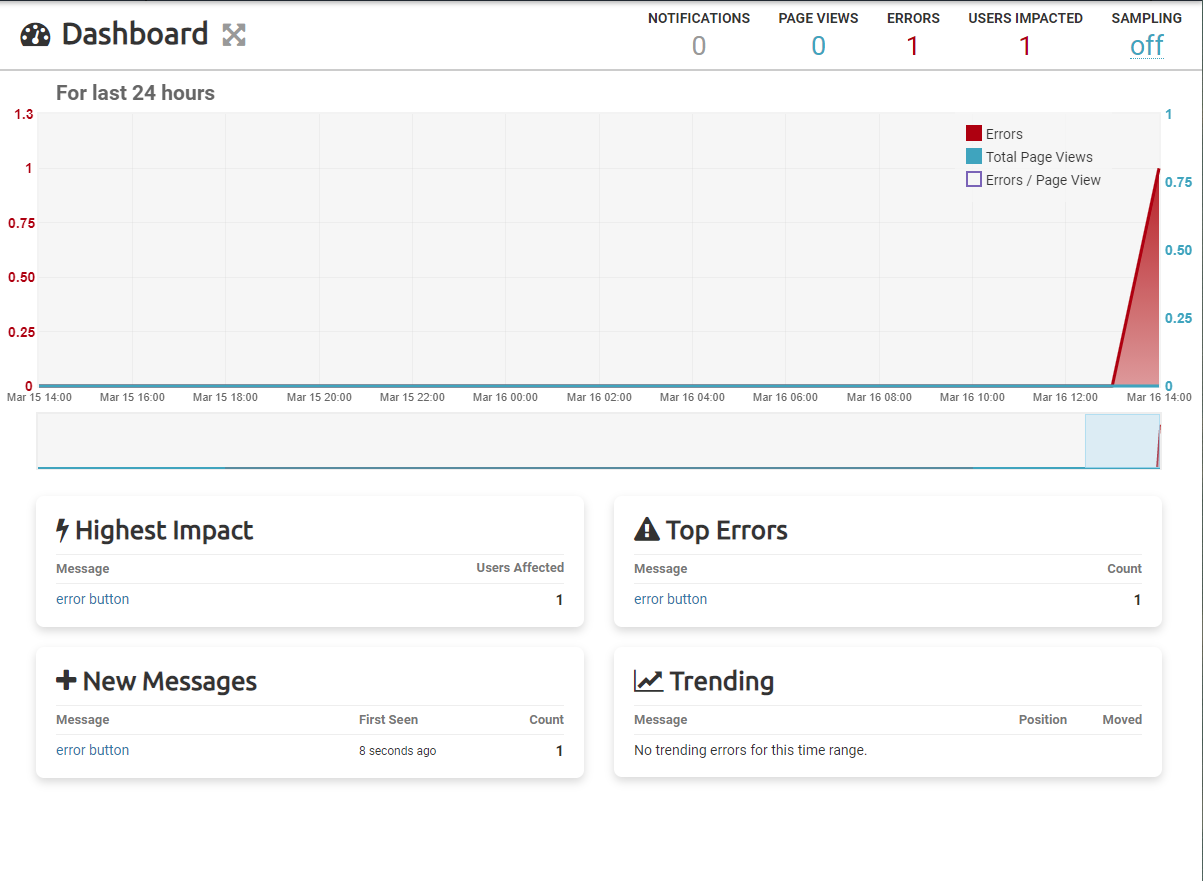 Dashboard
NOTIFICATIONS PAGE VIEWS ERRORS USERS IMPACTED SAMPLING
0 0 1 1 off
For last 24 hours
1.3 1
1 0.75
0.75 0.50
0.50 0.25
0.25 0
0
Errors
Total Page Views
Errors / Page View
Mar 15 14:00 Mar 15 16:00 Mar 15 18:00 Mar 15 20:00 Mar 15 22:00 Mar 16 00:00 Mar 16 02:00 Mar 16 04:00 Mar 16 06:00 Mar 16 08:00 Mar 16 10:00 Mar 16 12:00 Mar 16 14:00
Highest Impact
Message Users Affected
error button 1
Top Errors
Message Count
error button 1
New Messages
Message First Seen Count
error button 8 seconds ago 1
Trending
Message Position Moved
No trending errors for this time range.